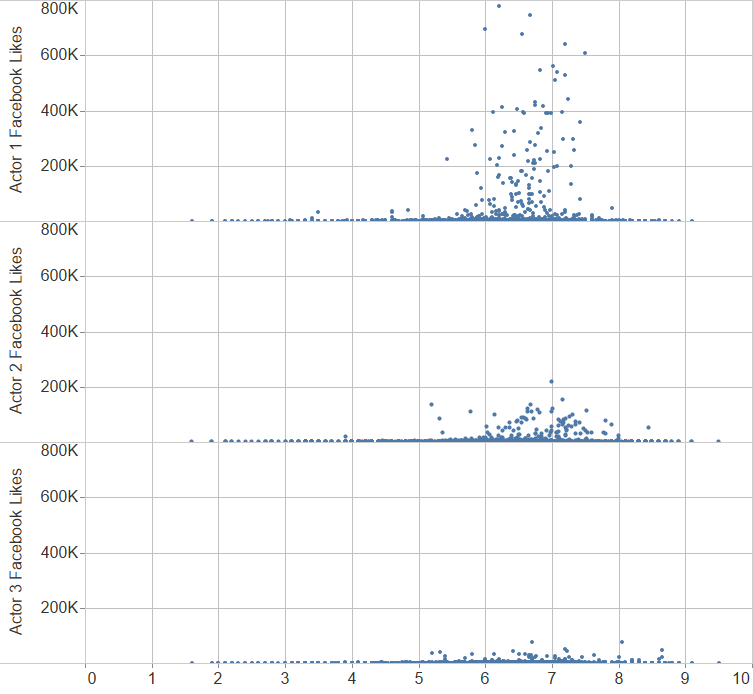 800K
600K
400K
200K
Actor 1 Facebook Likes
800K
600K
400K
200K
Actor 2 Facebook Likes
800K
600K
400K
200K
Actor 3 Facebook Likes
0 1 2 3 4 5 6 7 8 9 10